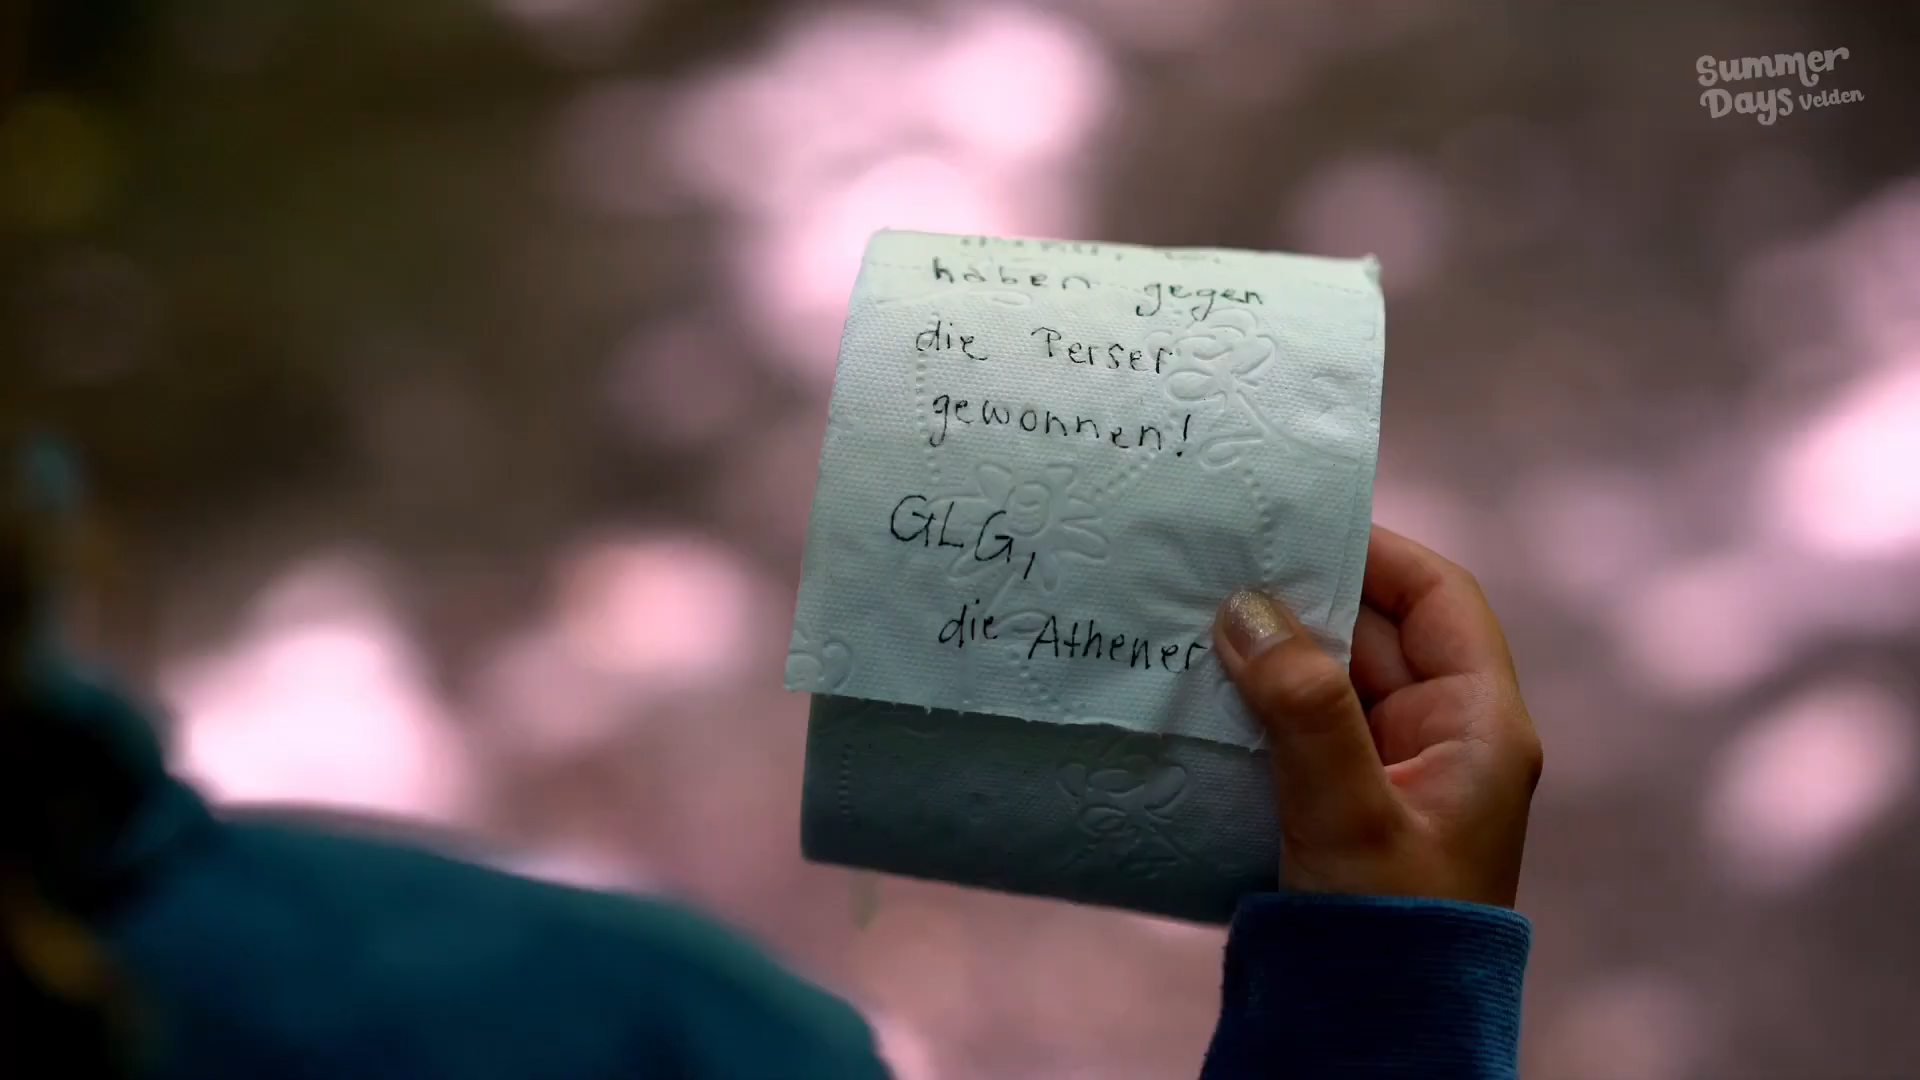 Summer
Days Velden
haben gegen
die Perser
gewonnen!
GLG,
die Athener